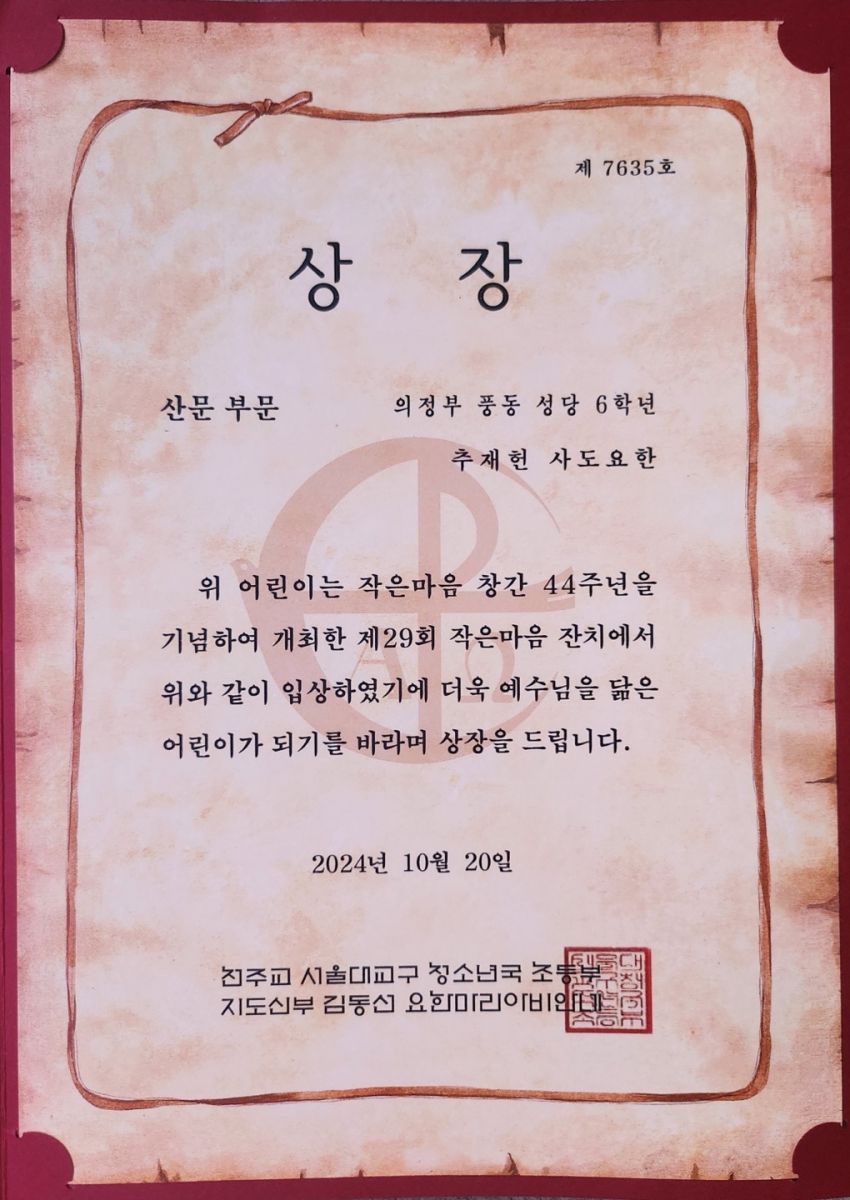 제 7635호
상 장
산문 부문 의정부 풍동 성당 6학년
추재헌 사도요한
Α Ω
위 어린이는 작은마음 창간 44주년을
기념하여 개최한 제29회 작은마음 잔치에서
위와 같이 입상하였기에 더욱 예수님을 닮은
어린이가 되기를 바라며 상장을 드립니다.
2024년 10월 20일
천주교 서울대교구 청소년국 초등부
지도신부 김동선 요한마리아비안네